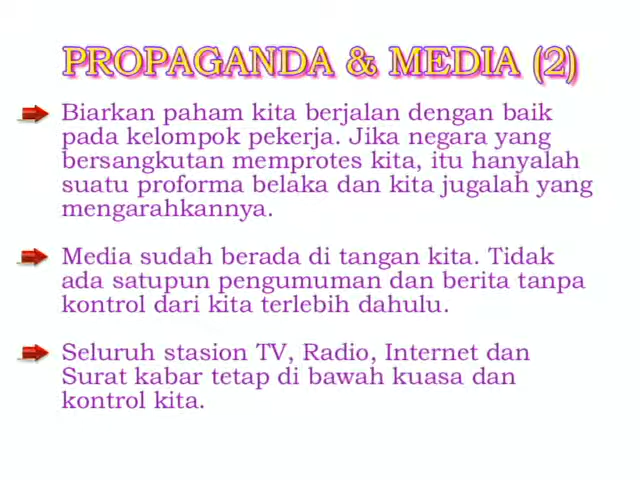 PROPAGANDA & MEDIA (2)
Biarkan paham kita berjalan dengan baik
pada kelompok pekerja. Jika negara yang
bersangkutan memprotes kita, itu hanyalah
suatu proforma belaka dan kita jugalah yang
mengarahkannya.
Media sudah berada di tangan kita. Tidak
ada satupun pengumuman dan berita tanpa
kontrol dari kita terlebih dahulu.
Seluruh stasion TV, Radio, Internet dan
Surat kabar tetap di bawah kuasa dan
kontrol kita.